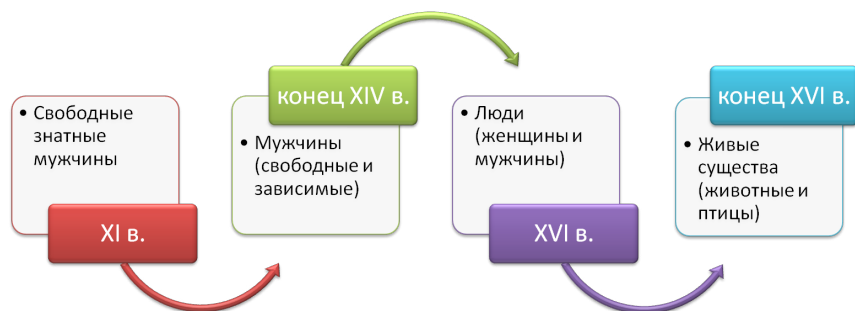 • Свободные
знатные
мужчины
XI в.
конец XIV в.
• Мужчины
(свободные и
зависимые)
• Люди
(женщины и
мужчины)
XVI в.
конец XVI в.
• Живые
существа
(животные и
птицы)